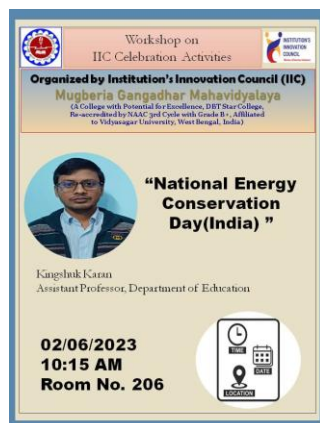 Workshop on
IIC Celebration Activities
INSTITUTION'S
INNOVATION
COUNCIL
Organized by Institution's Innovation Council (IIC)
Mugberia Gangadhar Mahavidyalaya
(A College with Potential for Excellence, DBT Star College,
Re-accredited by NAAC 3rd Cycle with Grade B+, Affiliated
to Vidyasagar University, West Bengal, India)
“National Energy
Conservation
Day(India) ”
Kingshuk Karan
Assistant Professor, Department of Education
02/06/2023
10:15 AM
Room No. 206
TIME
DATE
LOCATION